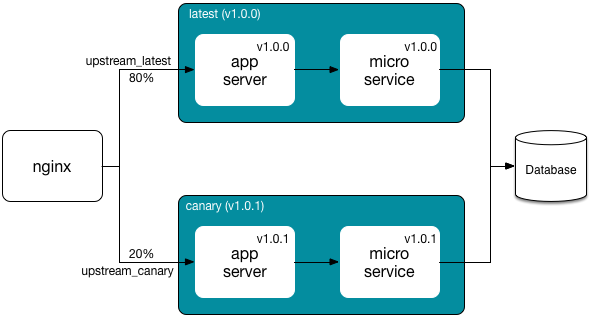 latest (v1.0.0)
v1.0.0
app
server
v1.0.0
micro
service
upstream_latest
80%
nginx
Database
canary (v1.0.1)
v1.0.1
app
server
v1.0.1
micro
service
20%
upstream_canary